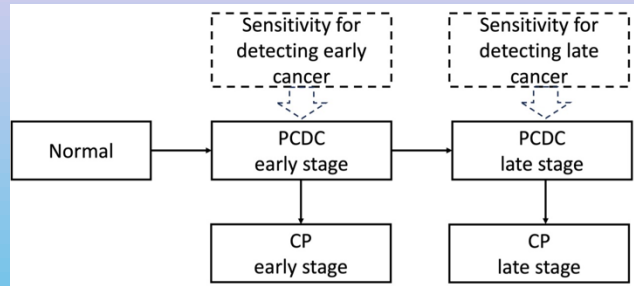 Sensitivity for
detecting early
cancer
Sensitivity for
detecting late
cancer
Normal
PCDC
early stage
PCDC
late stage
CP
early stage
CP
late stage